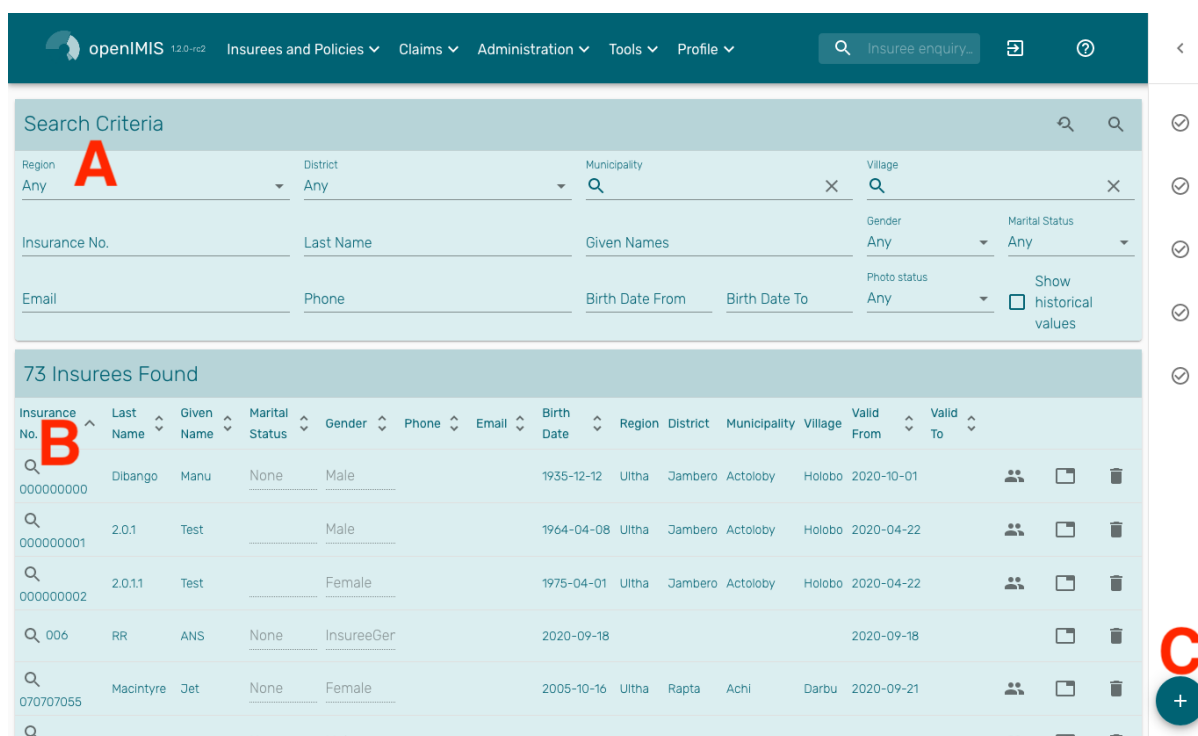 openIMIS 1.2.0-rc2 Insurees and Policies Claims Administration Tools Profile Insuree enquiry...
Search Criteria
A
Region District Municipality Village
Any Any
Gender Marital Status
Insurance No. Last Name Given Names Any Any
Photo status
Email Phone Birth Date From Birth Date To Any
Show
historical
values
73 Insurees Found
Insurance No. Last Name Given Name Marital Status Gender Phone Email Birth Date Region District Municipality Village Valid From Valid To
B
000000000 Dibango Manu None Male 1935-12-12 Ultha Jambero Actoloby Holobo 2020-10-01
000000001 2.0.1 Test Male 1964-04-08 Ultha Jambero Actoloby Holobo 2020-04-22
000000002 2.0.1.1 Test Female 1975-04-01 Ultha Jambero Actoloby Holobo 2020-04-22
006 RR ANS None InsureeGer 2020-09-18 2020-09-18
070707055 Macintyre Jet None Female 2005-10-16 Ultha Rapta Achi Darbu 2020-09-21
C